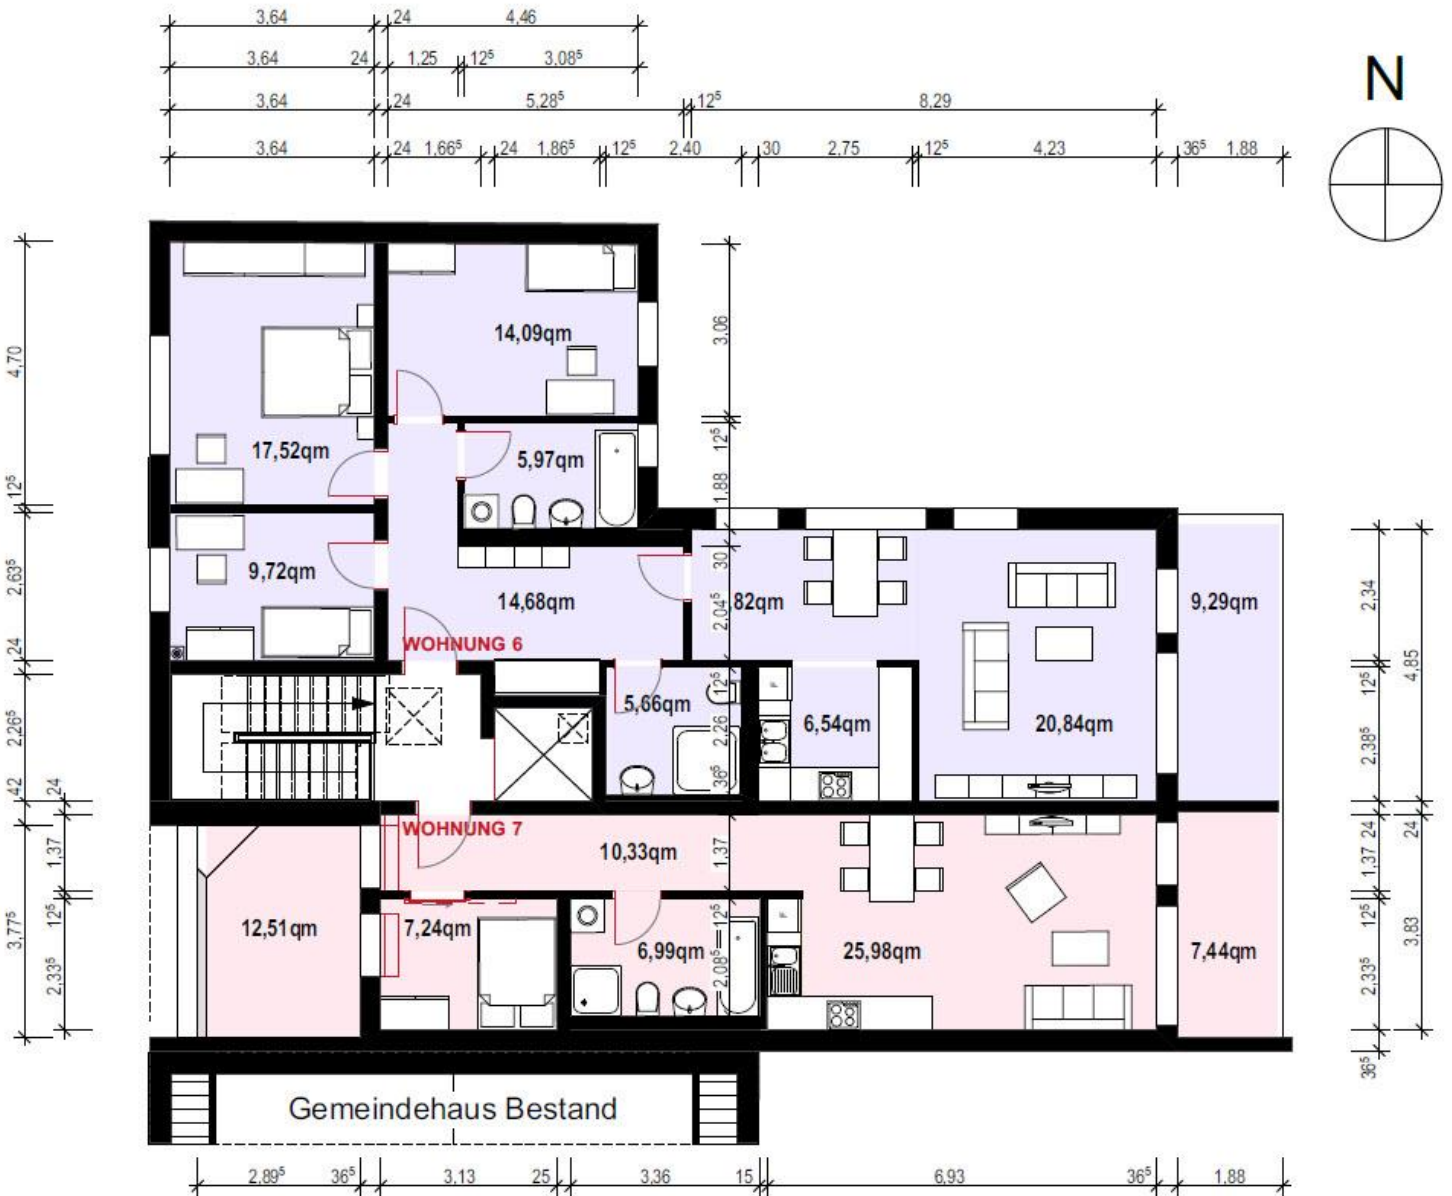 3,64 24 4,46
3,64 24 1,25 12⁵ 3,08⁵
3,64 24 5,28⁵ 12⁵ 8,29
3,64 24 1,66⁵ 24 1,86⁵ 12⁵ 2,40 30 2,75 12⁵ 4,23 36⁵ 1,88
N
4,70
12⁵
2,63⁵
24
2,26⁵
42
24
1,37
12⁵
3,77⁵
2,33⁵
14,09qm
17,52qm
5,97qm
9,72qm
14,68qm
,82qm
9,29qm
WOHNUNG 6
5,66qm
6,54qm
20,84qm
3,06
12⁵
1,88
30
2,04⁵
12⁵
2,26
36⁵
1,37
12⁵
2,08⁵
F
WOHNUNG 7
10,33qm
12,51qm
7,24qm
6,99qm
F
25,98qm
7,44qm
2,34
12⁵
4,85
2,38⁵
24
1,37
24
12⁵
3,83
2,33⁵
36⁵
Gemeindehaus Bestand
2,89⁵ 36⁵ 3,13 25 3,36 15 6,93 36⁵ 1,88